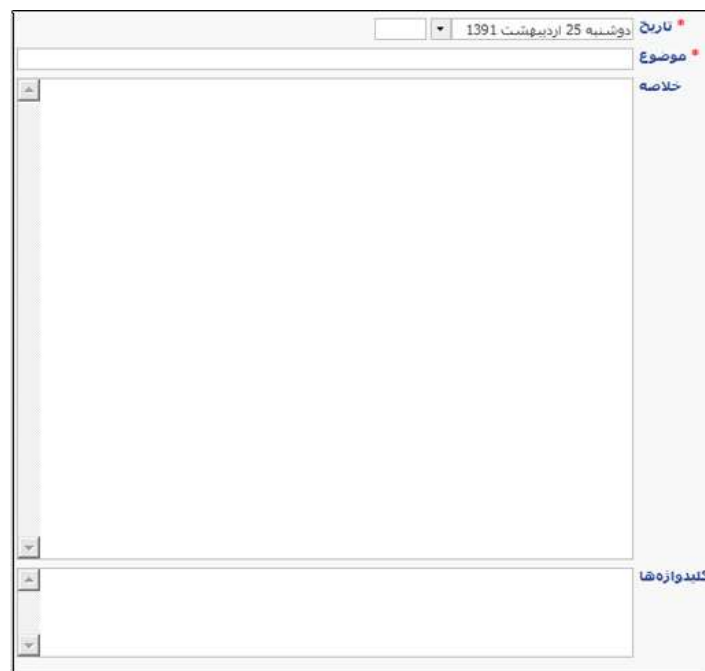 * تاریخ دوشنبه 25 اردیبهشت 1391
* موضوع
خلاصه
کلیدواژه‌ها